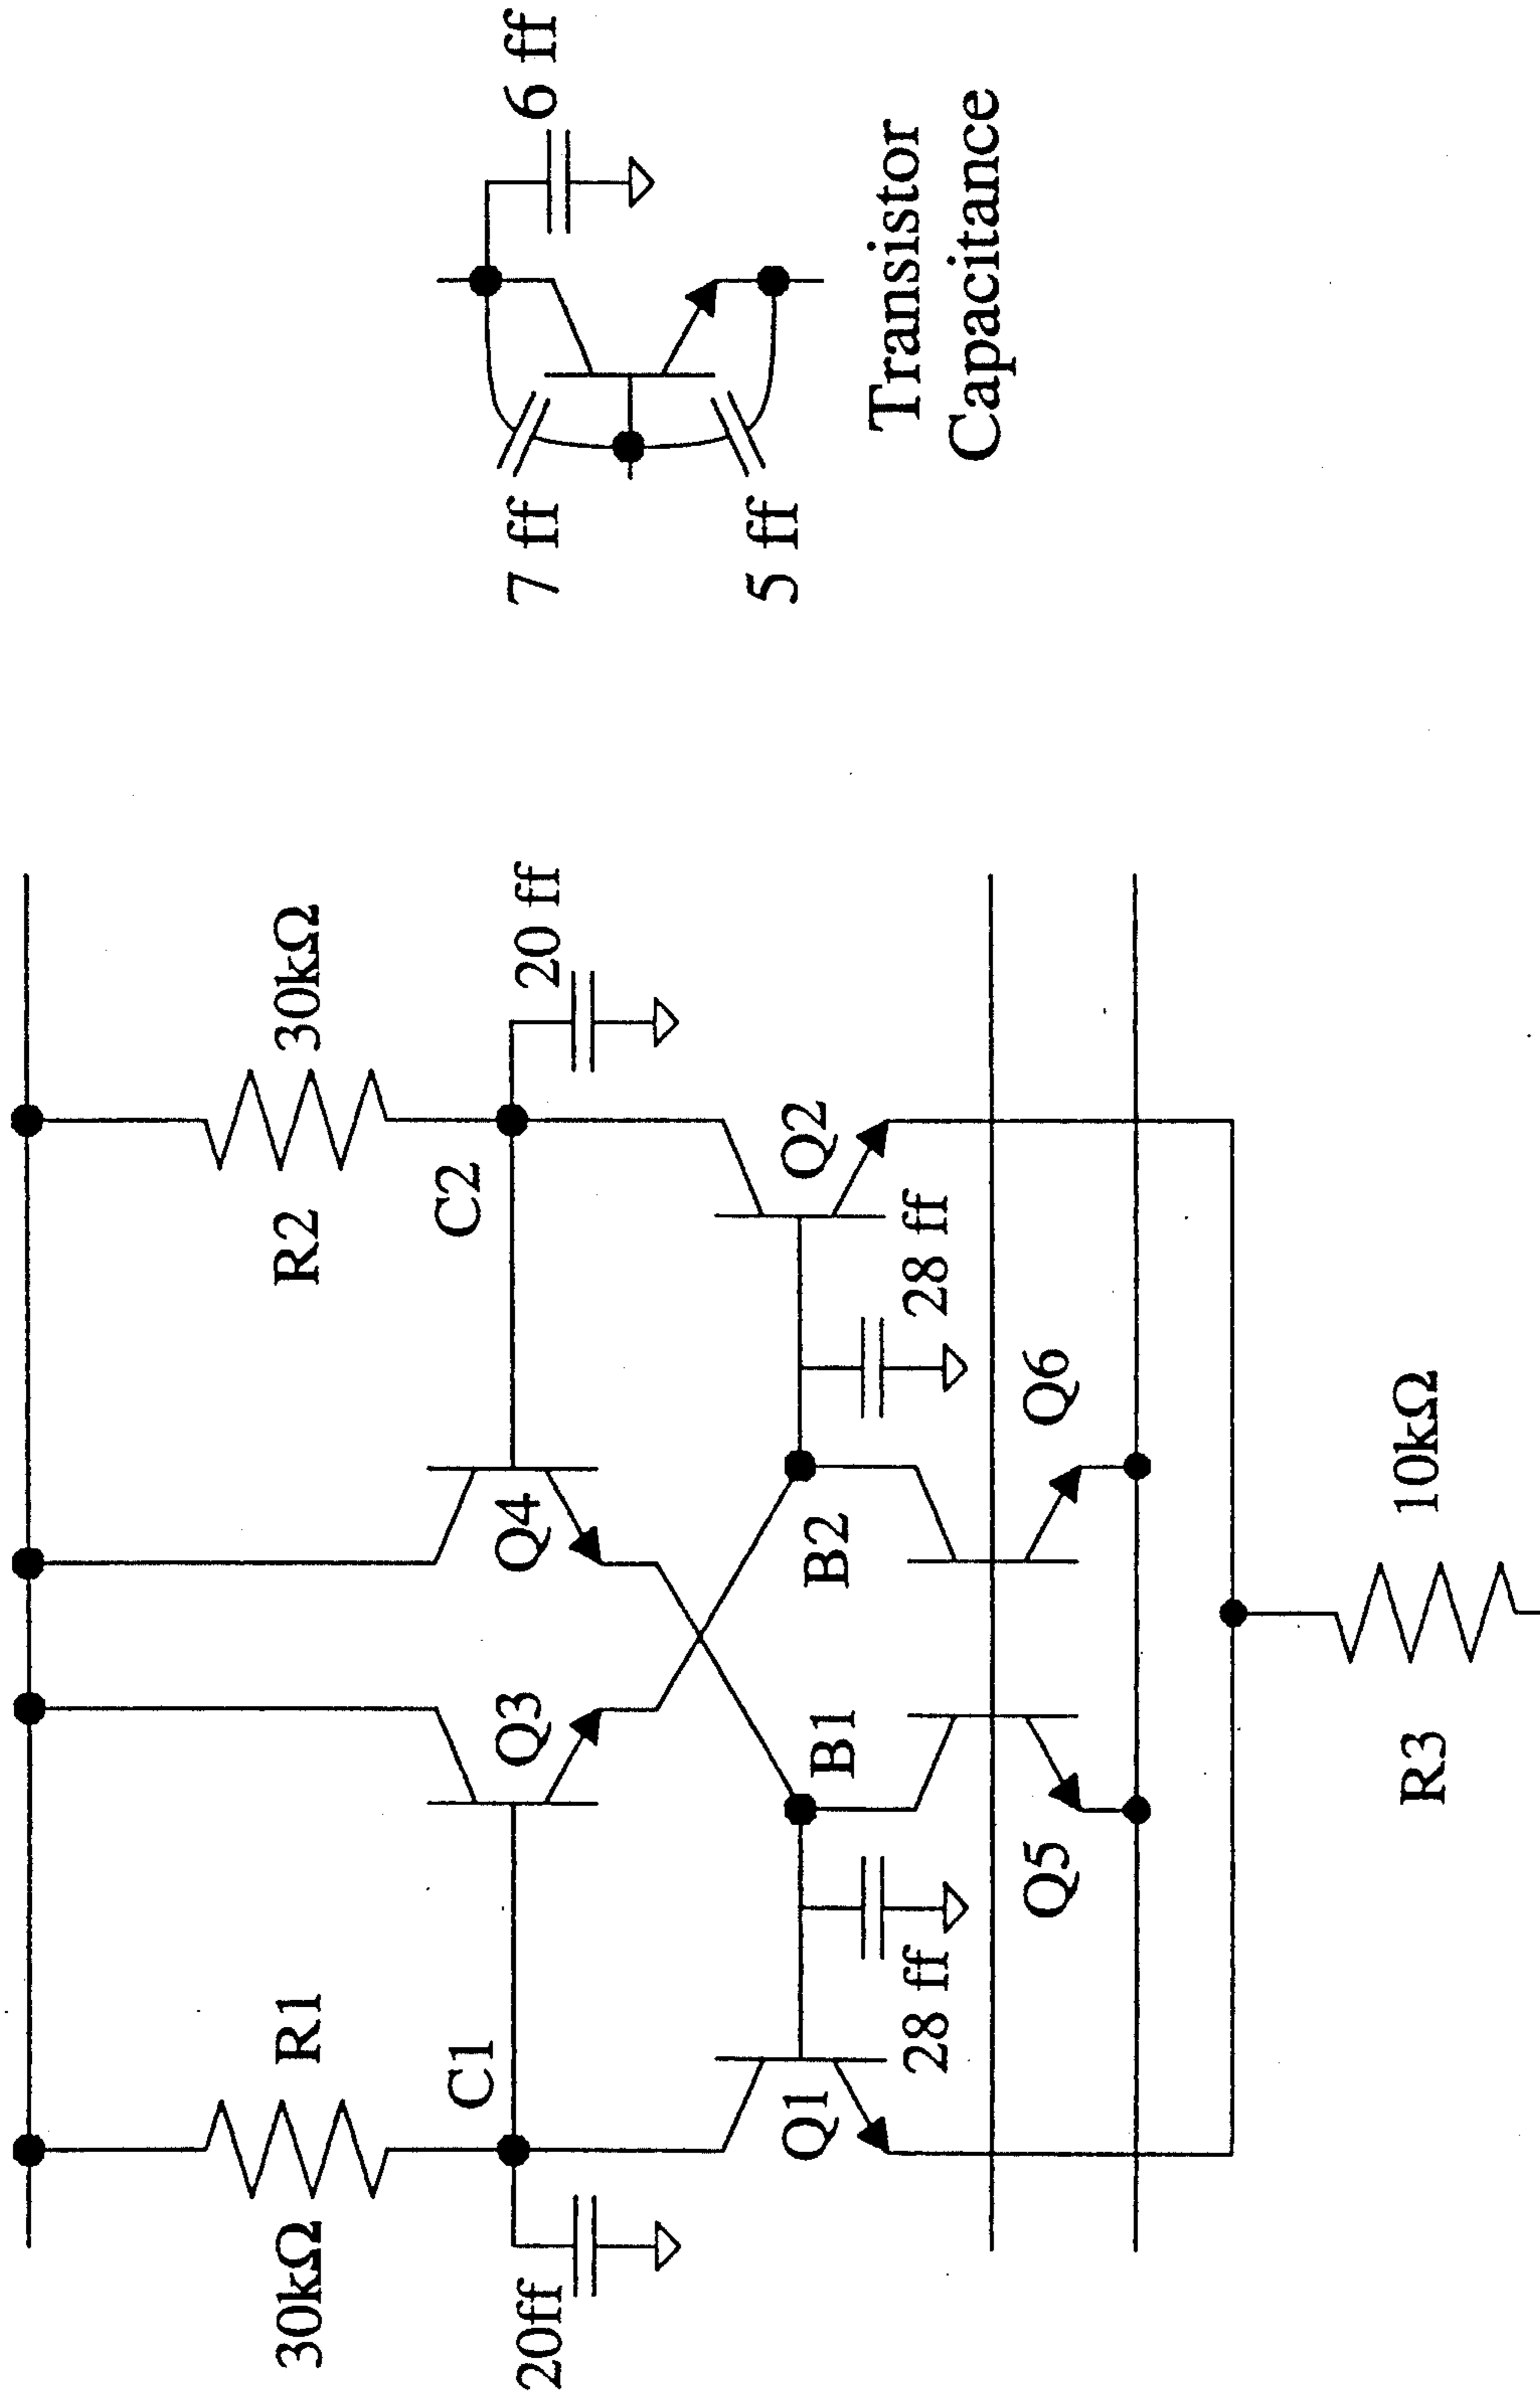 30kΩ
R1
R2
30kΩ
C1
C2
20ff
20 ff
Q3
Q4
Q1
Q2
B1
B2
28 ff
28 ff
Q5
Q6
R3
10kΩ
7 ff
6 ff
5 ff
Transistor
Capacitance